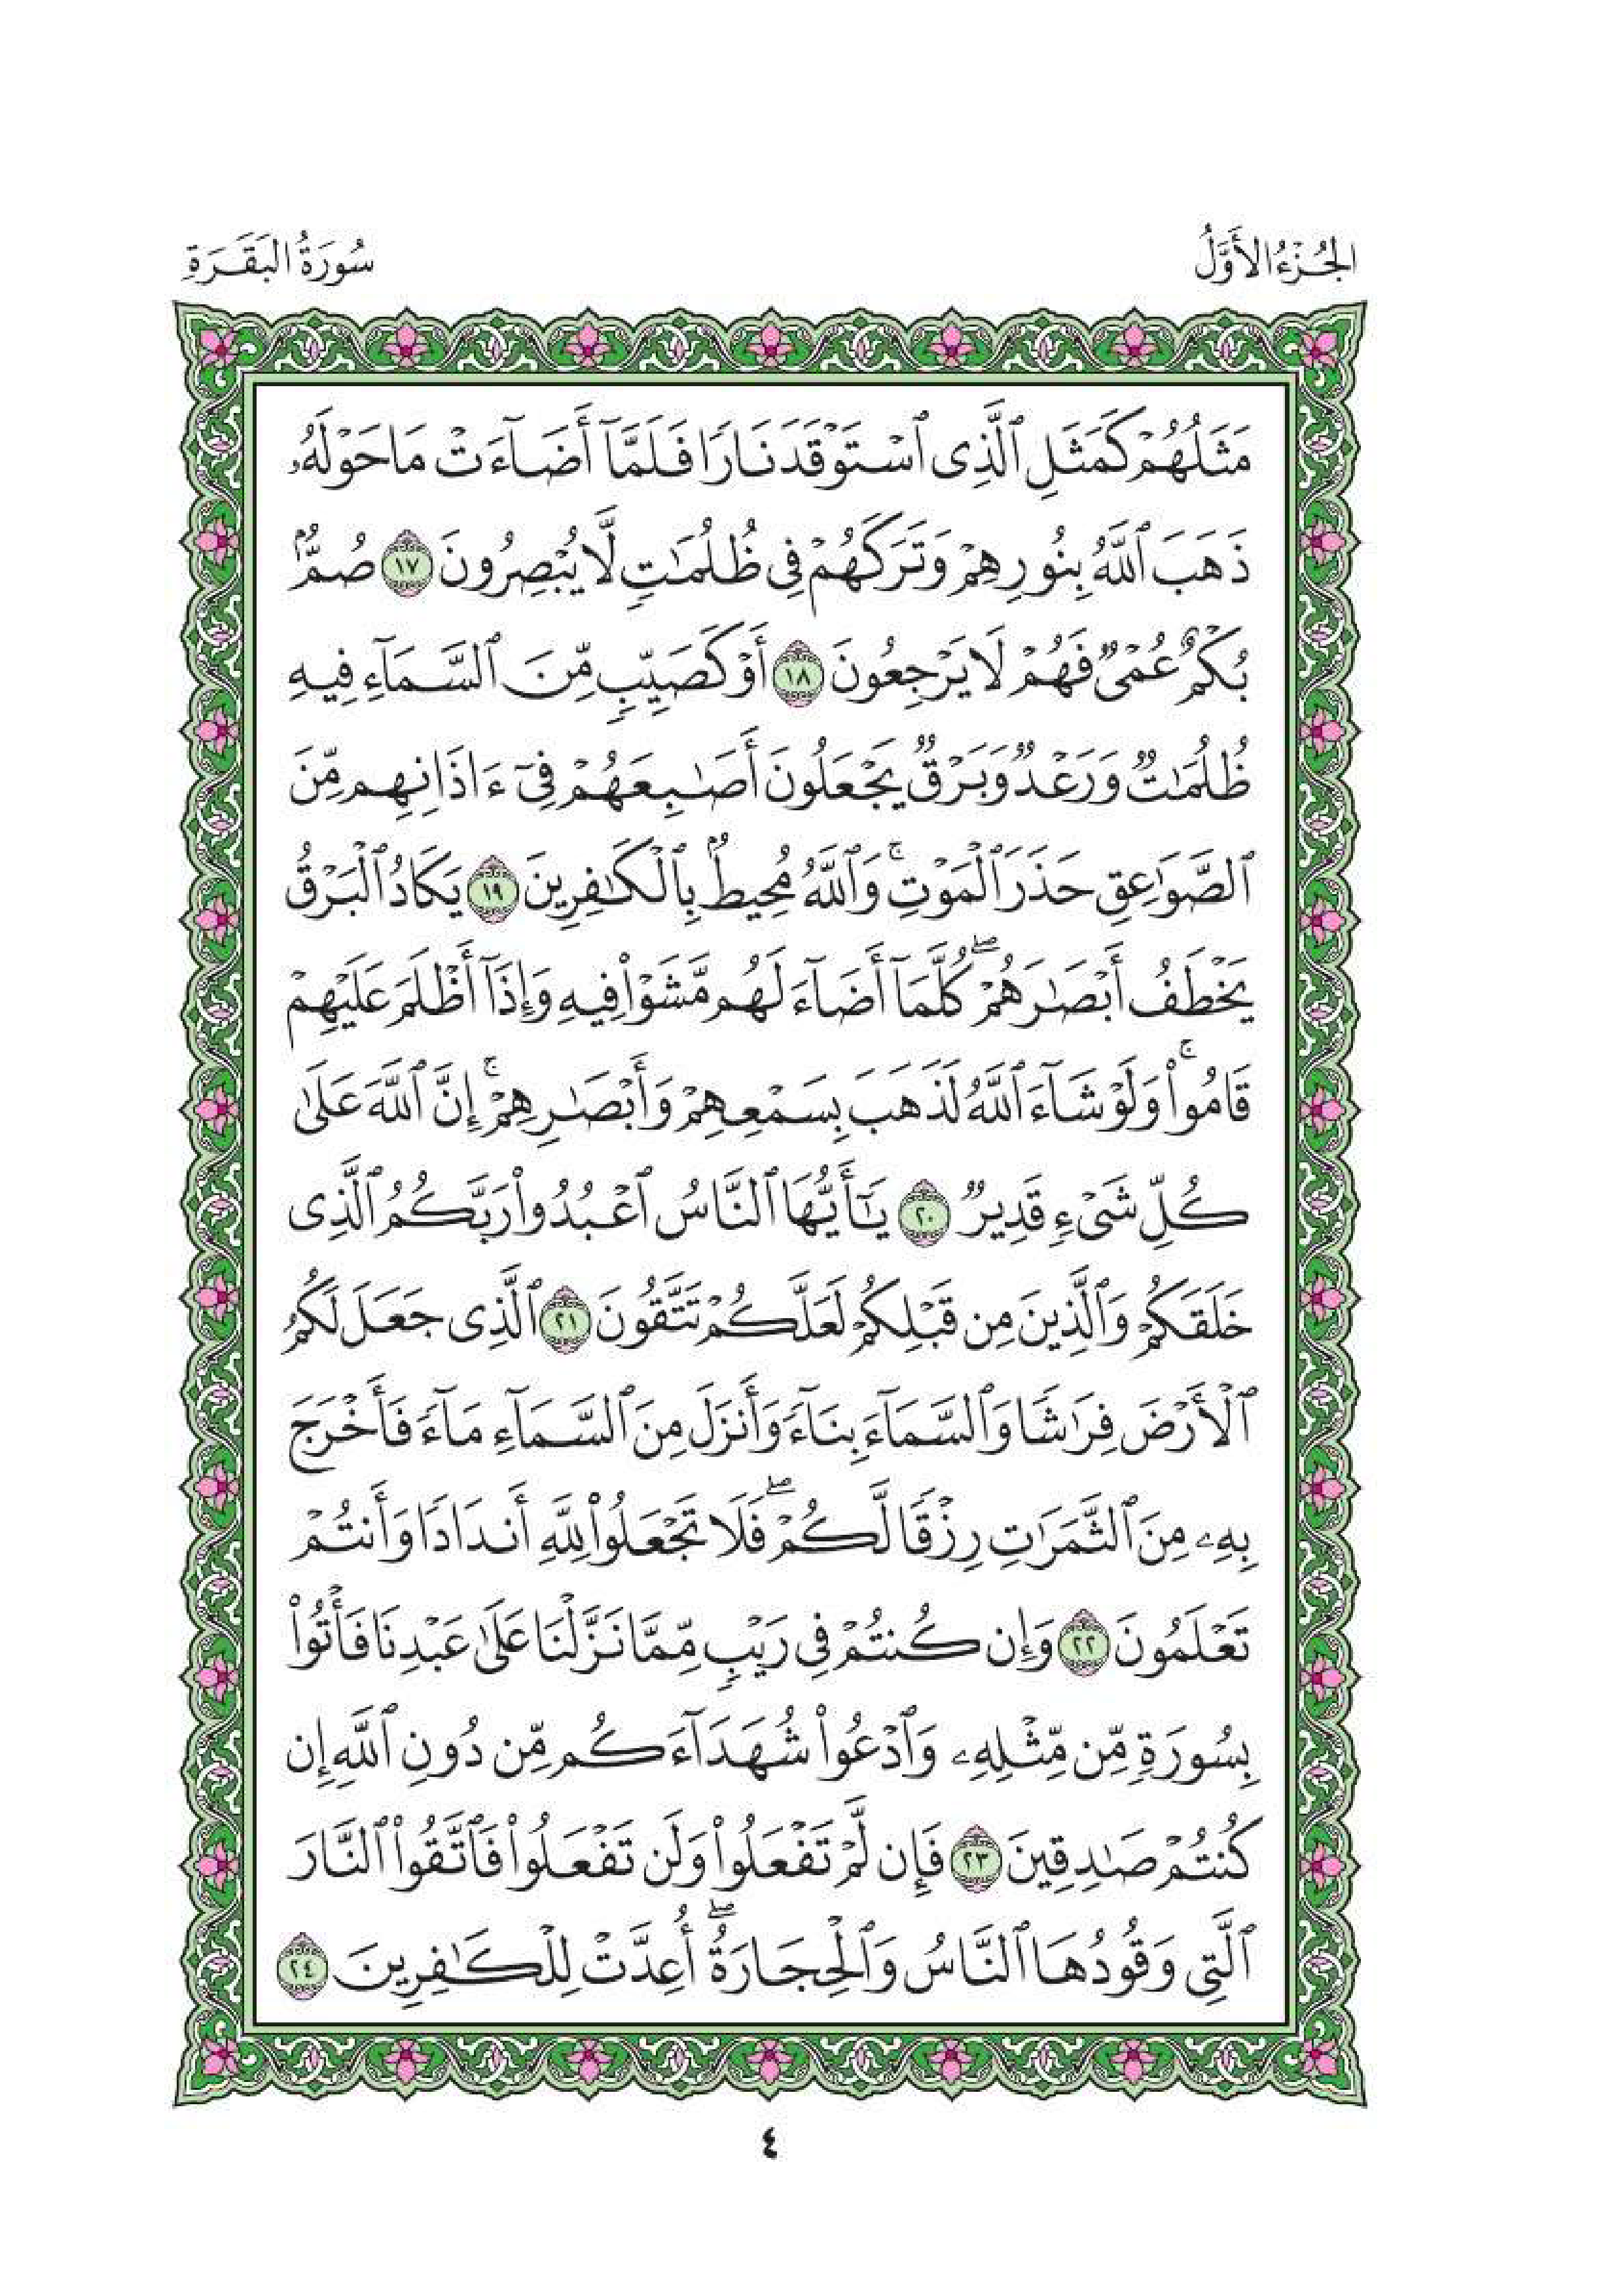 الجُزْءُ الأَوَّلُ
سُورَةُ البَقَرَةِ
مَثَلُهُمْ كَمَثَلِ ٱلَّذِى ٱسْتَوْقَدَ نَارًا فَلَمَّآ أَضَآءَتْ مَا حَوْلَهُۥ
ذَهَبَ ٱللَّهُ بِنُورِهِمْ وَتَرَكَهُمْ فِى ظُلُمَٰتٍ لَّا يُبْصِرُونَ ١٧ صُمٌّۢ
بُكْمٌ عُمْىٌ فَهُمْ لَا يَرْجِعُونَ ١٨ أَوْ كَصَيِّبٍ مِّنَ ٱلسَّمَآءِ فِيهِ
ظُلُمَٰتٌ وَرَعْدٌ وَبَرْقٌ يَجْعَلُونَ أَصَٰبِعَهُمْ فِىٓ ءَاذَانِهِم مِّنَ
ٱلصَّوَٰعِقِ حَذَرَ ٱلْمَوْتِ ۚ وَٱللَّهُ مُحِيطٌۢ بِٱلْكَٰفِرِينَ ١٩ يَكَادُ ٱلْبَرْقُ
يَخْطَفُ أَبْصَٰرَهُمْ ۖ كُلَّمَآ أَضَآءَ لَهُم مَّشَوْا۟ فِيهِ وَإِذَآ أَظْلَمَ عَلَيْهِمْ
قَامُوا۟ ۚ وَلَوْ شَآءَ ٱللَّهُ لَذَهَبَ بِسَمْعِهِمْ وَأَبْصَٰرِهِمْ ۚ إِنَّ ٱللَّهَ عَلَىٰ
كُلِّ شَىْءٍ قَدِيرٌ ٢٠ يَٰٓأَيُّهَا ٱلنَّاسُ ٱعْبُدُوا۟ رَبَّكُمُ ٱلَّذِى
خَلَقَكُمْ وَٱلَّذِينَ مِن قَبْلِكُمْ لَعَلَّكُمْ تَتَّقُونَ ٢١ ٱلَّذِى جَعَلَ لَكُمُ
ٱلْأَرْضَ فِرَٰشًا وَٱلسَّمَآءَ بِنَآءً وَأَنزَلَ مِنَ ٱلسَّمَآءِ مَآءً فَأَخْرَجَ
بِهِۦ مِنَ ٱلثَّمَرَٰتِ رِزْقًا لَّكُمْ ۖ فَلَا تَجْعَلُوا۟ لِلَّهِ أَندَادًا وَأَنتُمْ
تَعْلَمُونَ ٢٢ وَإِن كُنتُمْ فِى رَيْبٍ مِّمَّا نَزَّلْنَا عَلَىٰ عَبْدِنَا فَأْتُوا۟
بِسُورَةٍ مِّن مِّثْلِهِۦ وَٱدْعُوا۟ شُهَدَآءَكُم مِّن دُونِ ٱللَّهِ إِن
كُنتُمْ صَٰدِقِينَ ٢٣ فَإِن لَّمْ تَفْعَلُوا۟ وَلَن تَفْعَلُوا۟ فَٱتَّقُوا۟ ٱلنَّارَ
ٱلَّتِى وَقُودُهَا ٱلنَّاسُ وَٱلْحِجَارَةُ ۖ أُعِدَّتْ لِلْكَٰفِرِينَ ٢٤
٤